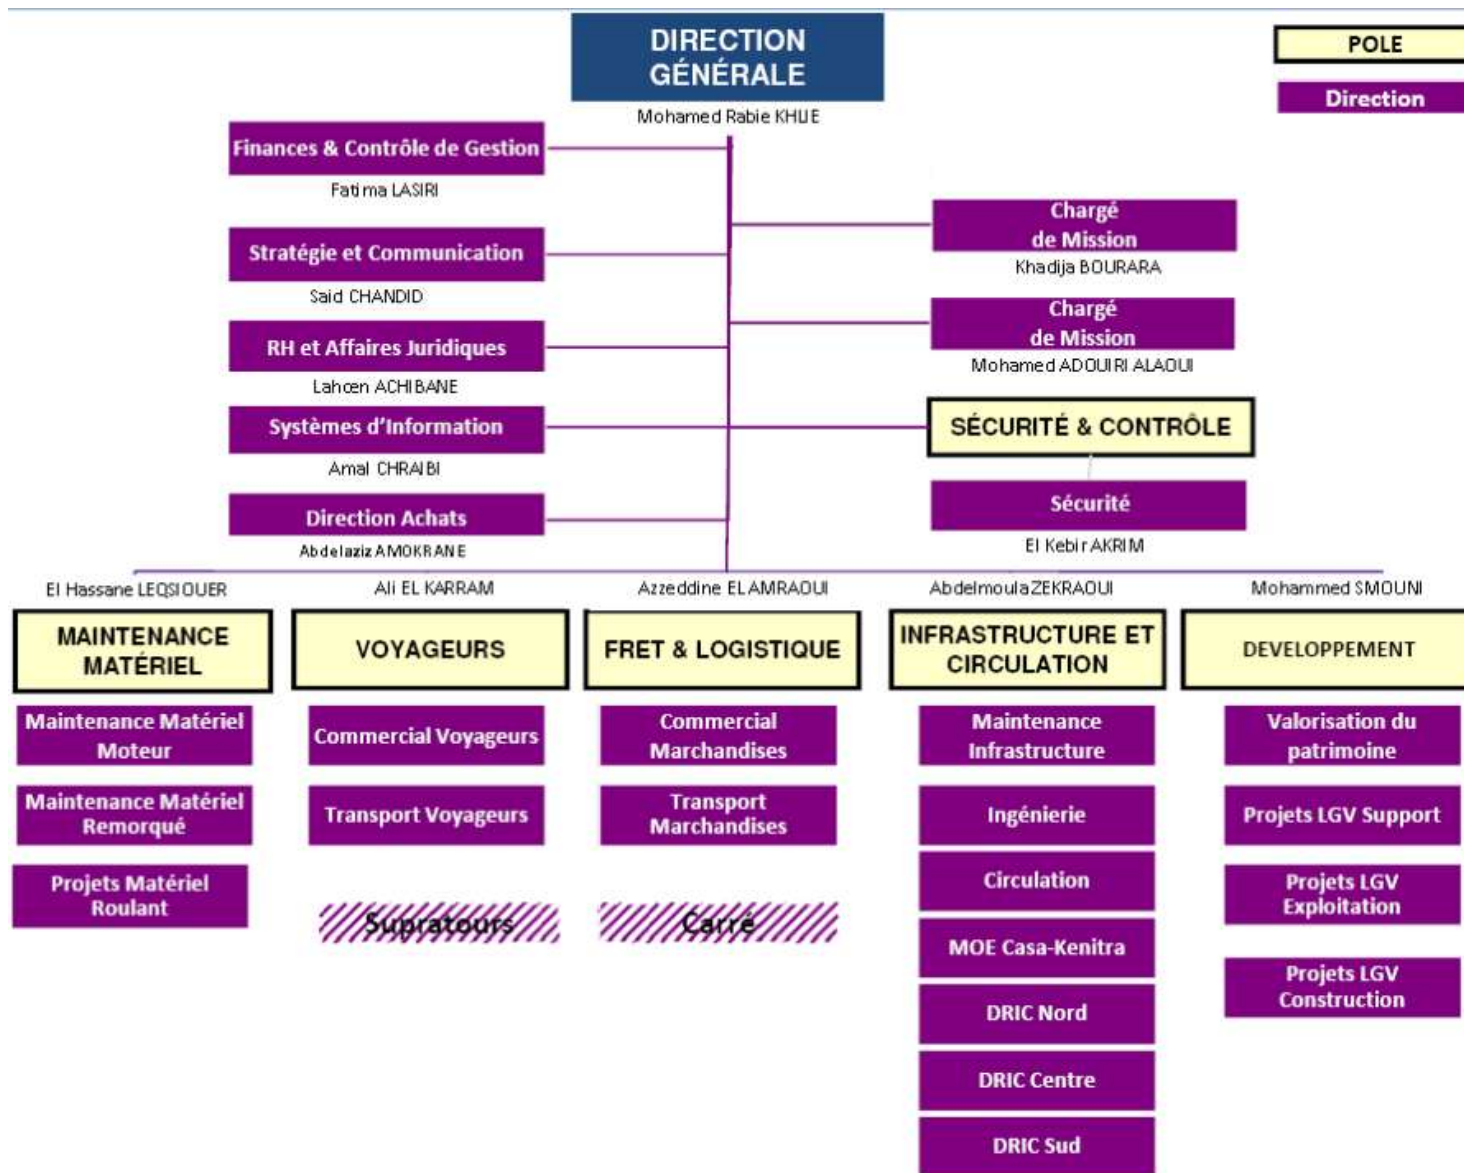 DIRECTION
GÉNÉRALE
Mohamed Rabie KHLIE
POLE
Direction
Finances & Contrôle de Gestion
Fatima LASIRI
Stratégie et Communication
Said CHANDID
RH et Affaires Juridiques
Lahcen ACHIBANE
Systèmes d'Information
Amal CHRAIBI
Direction Achats
Abdelaziz AMOKRANE
Chargé
de Mission
Khadija BOURARA
Chargé
de Mission
Mohamed ADOUIRI ALAOUI
SÉCURITÉ & CONTRÔLE
Sécurité
El Kebir AKRIM
El Hassane LEQSIOUER
MAINTENANCE
MATÉRIEL
Maintenance Matériel
Moteur
Maintenance Matériel
Remorqué
Projets Matériel
Roulant
Ali EL KARRAM
VOYAGEURS
Commercial Voyageurs
Transport Voyageurs
Supratours
Azzeddine EL AMRAOUI
FRET & LOGISTIQUE
Commercial
Marchandises
Transport
Marchandises
Carré
Abdelmoula ZEKRAOUI
INFRASTRUCTURE ET
CIRCULATION
Maintenance
Infrastructure
Ingénierie
Circulation
MOE Casa-Kenitra
DRIC Nord
DRIC Centre
DRIC Sud
Mohammed SMOUNI
DEVELOPPEMENT
Valorisation du
patrimoine
Projets LGV Support
Projets LGV
Exploitation
Projets LGV
Construction